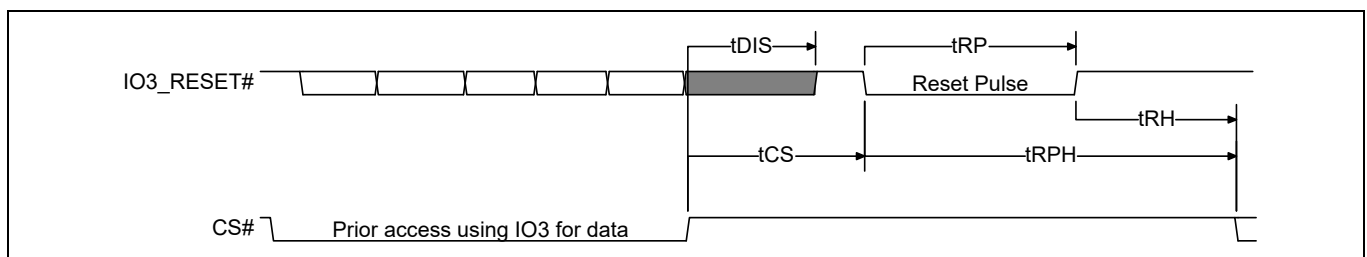 tDIS tRP
IO3_RESET# Reset Pulse
tRH
tCS tRPH
CS# Prior access using IO3 for data